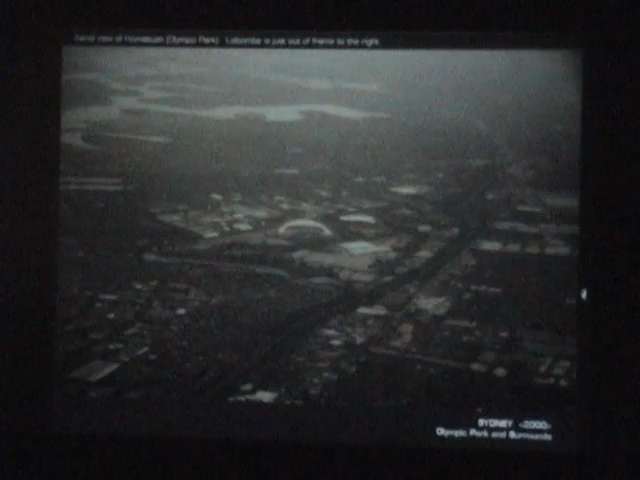 Aerial view of Homebush (Olympic Park). Lidcombe is just out of frame to the right.
SYDNEY <2000>
Olympic Park and Surrounds